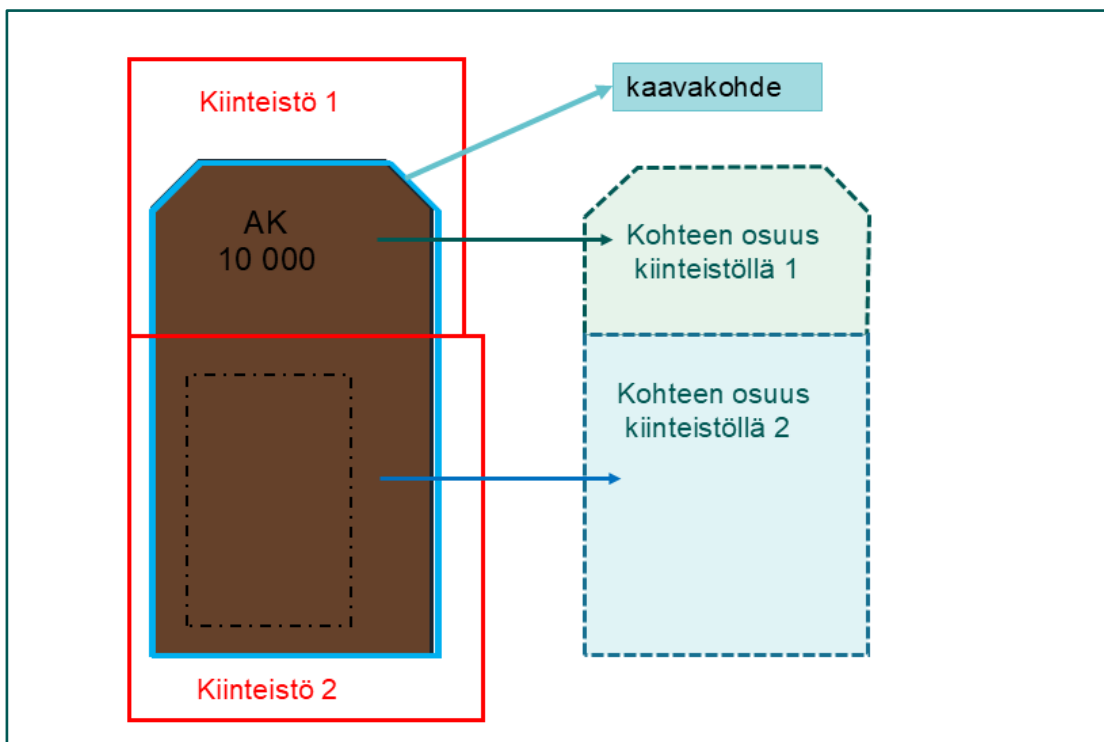 Kiinteistö 1
kaavakohde
AK
10 000
Kohteen osuus
kiinteistöllä 1
Kohteen osuus
kiinteistöllä 2
Kiinteistö 2